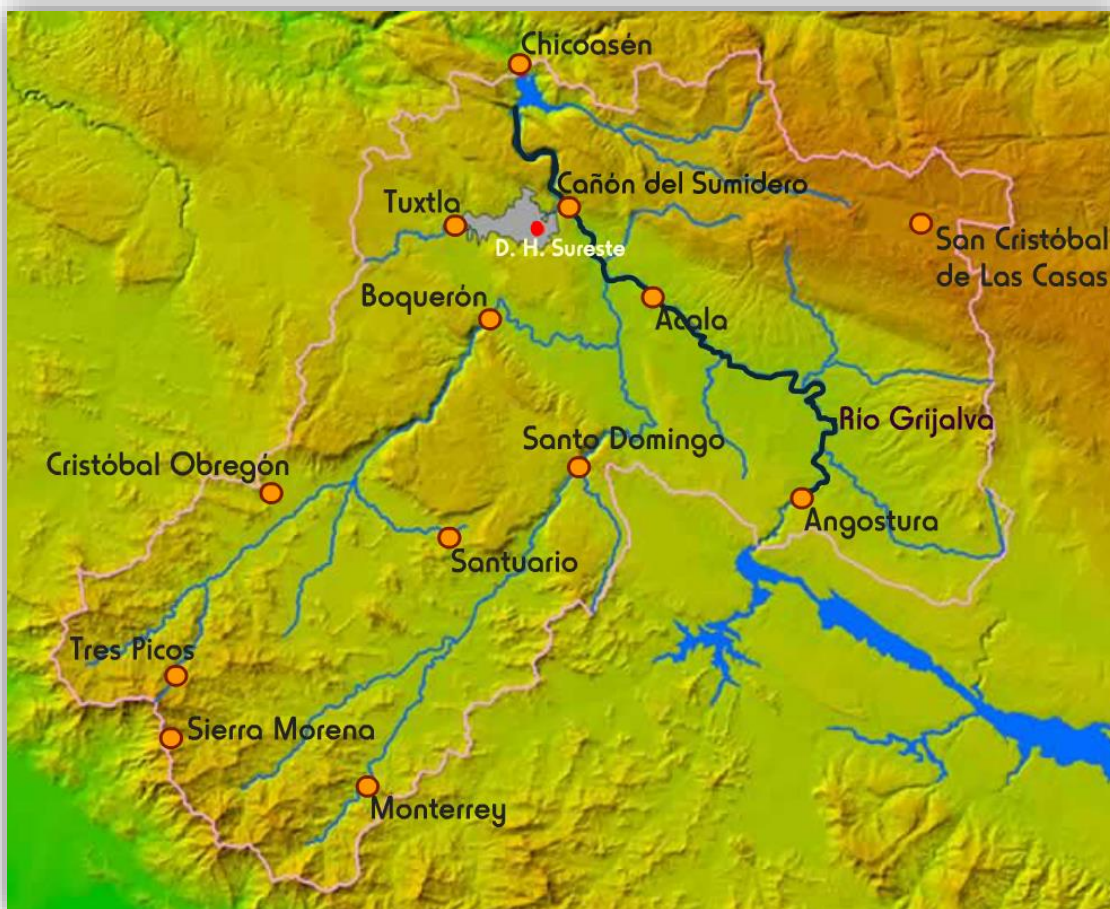 Chicoasén
Cañón del Sumidero
Tuxtla
D. H. Sureste
San Cristóbal
de Las Casas
Boquerón
Acala
Río Grijalva
Santo Domingo
Cristóbal Obregón
Angostura
Santuario
Tres Picos
Sierra Morena
Monterrey